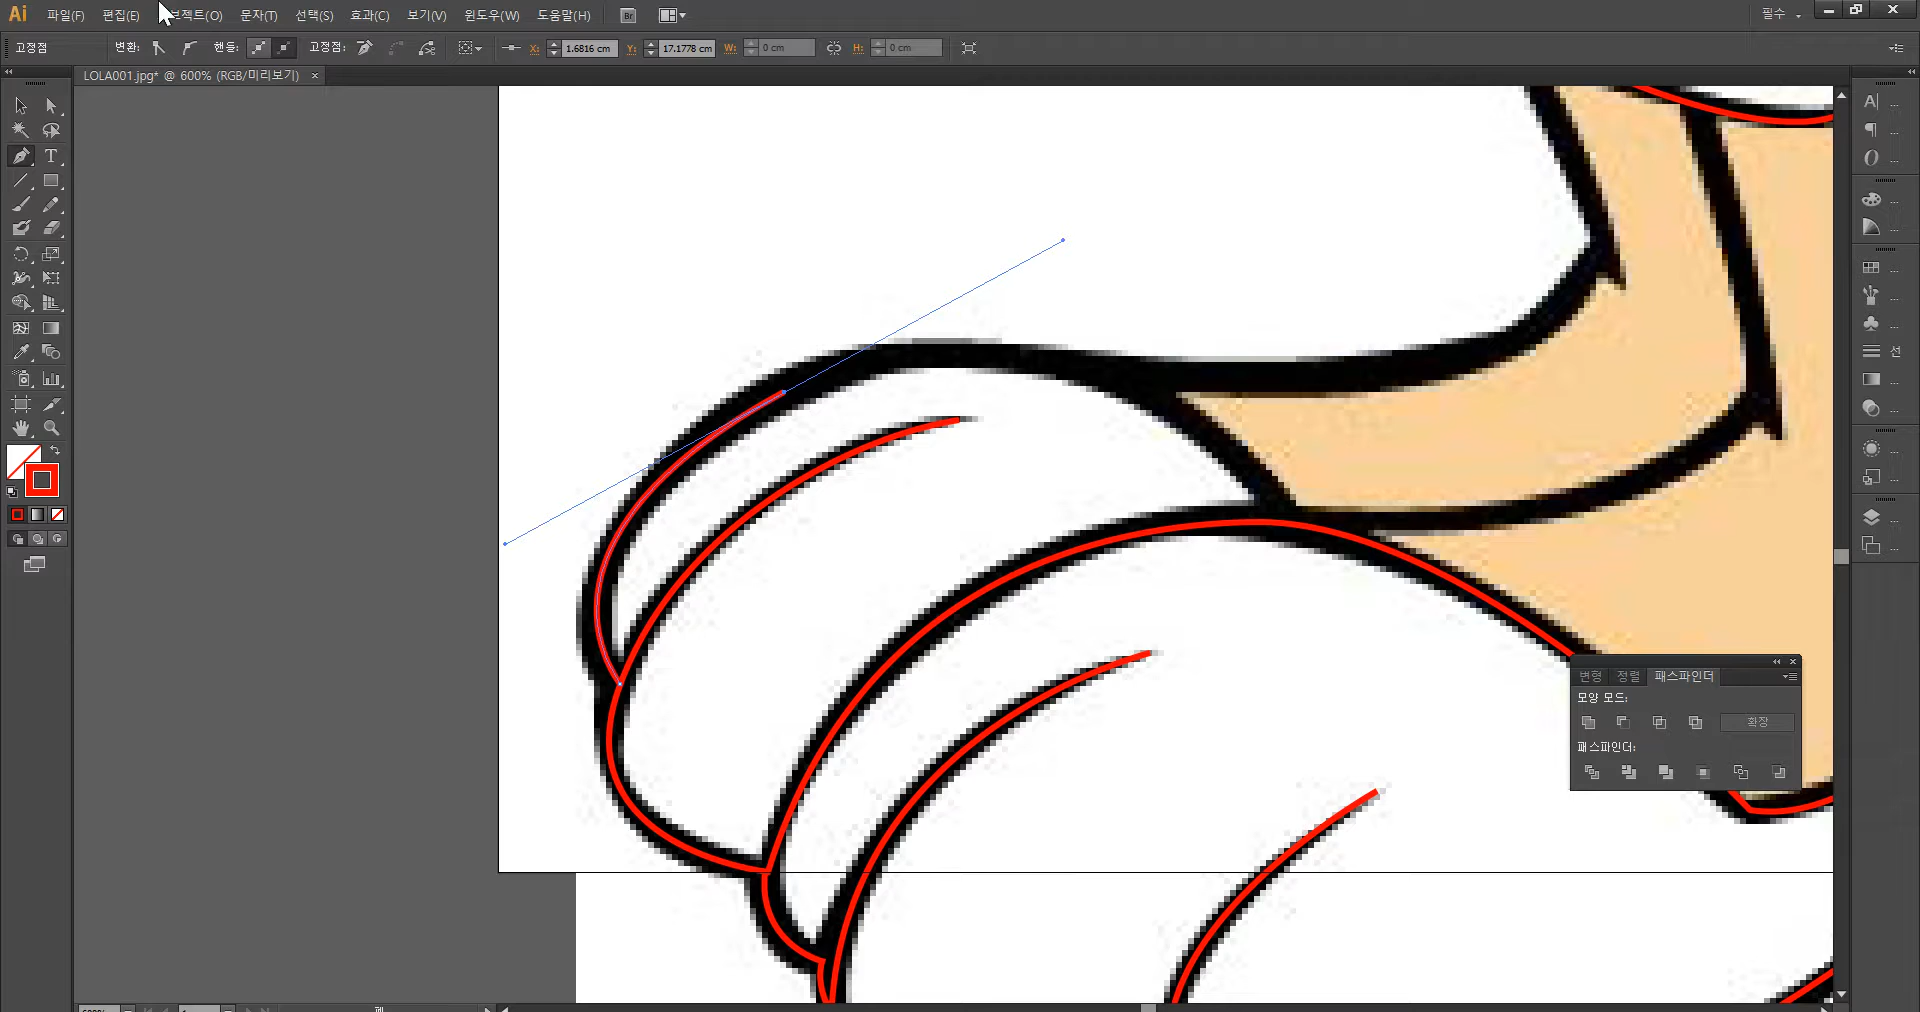 Ai 파일(F) 편집(E) 브젝트(O) 문자(T) 선택(S) 효과(C) 보기(V) 윈도우(W) 도움말(H) Br 필수
고정점 변환: 핸들: 고정점: X: 1.6816 cm Y: 17.1778 cm W: 0 cm H: 0 cm
LOLA001.jpg* @ 600% (RGB/미리보기)
선
변형 정렬 패스파인더
모양 모드:
확장
패스파인더: